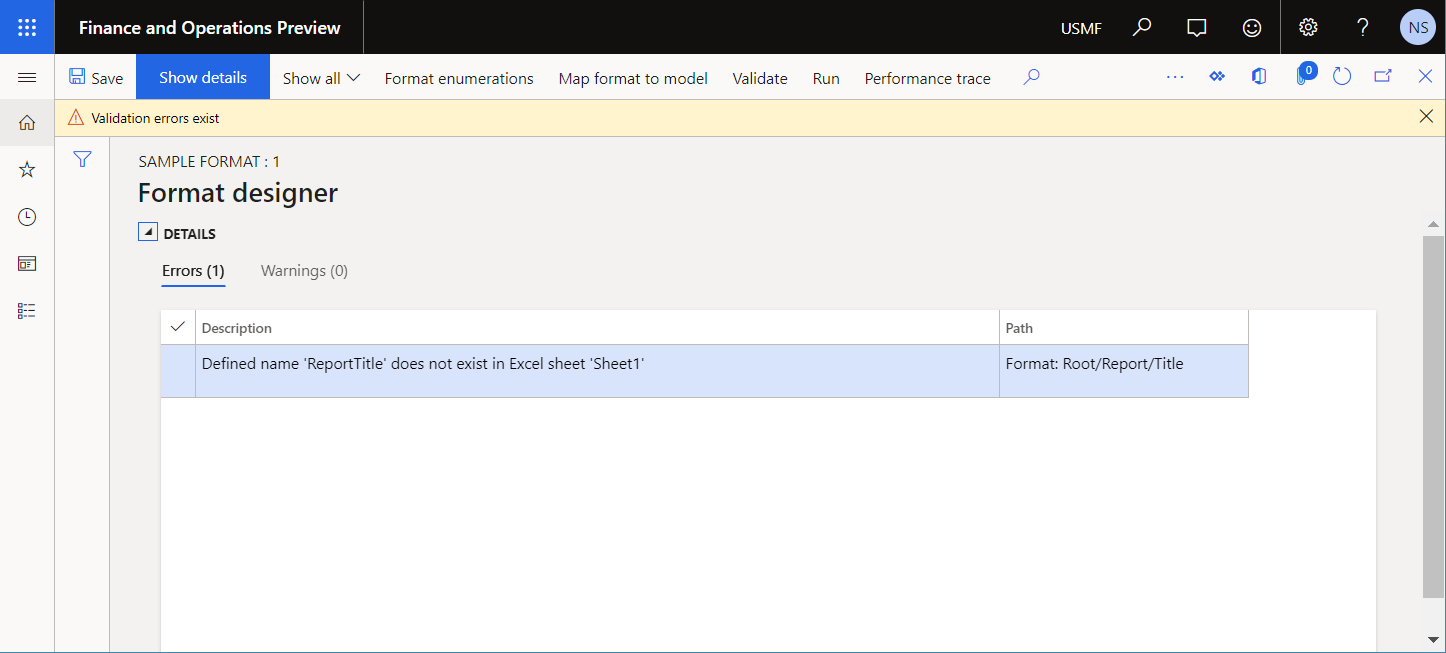 Finance and Operations Preview
USMF
?
NS
Save
Show details
Show all
Format enumerations
Map format to model
Validate
Run
Performance trace
...
0
Validation errors exist
SAMPLE FORMAT : 1
Format designer
DETAILS
Errors (1)
Warnings (0)
Description
Path
Defined name 'ReportTitle' does not exist in Excel sheet 'Sheet1'
Format: Root/Report/Title